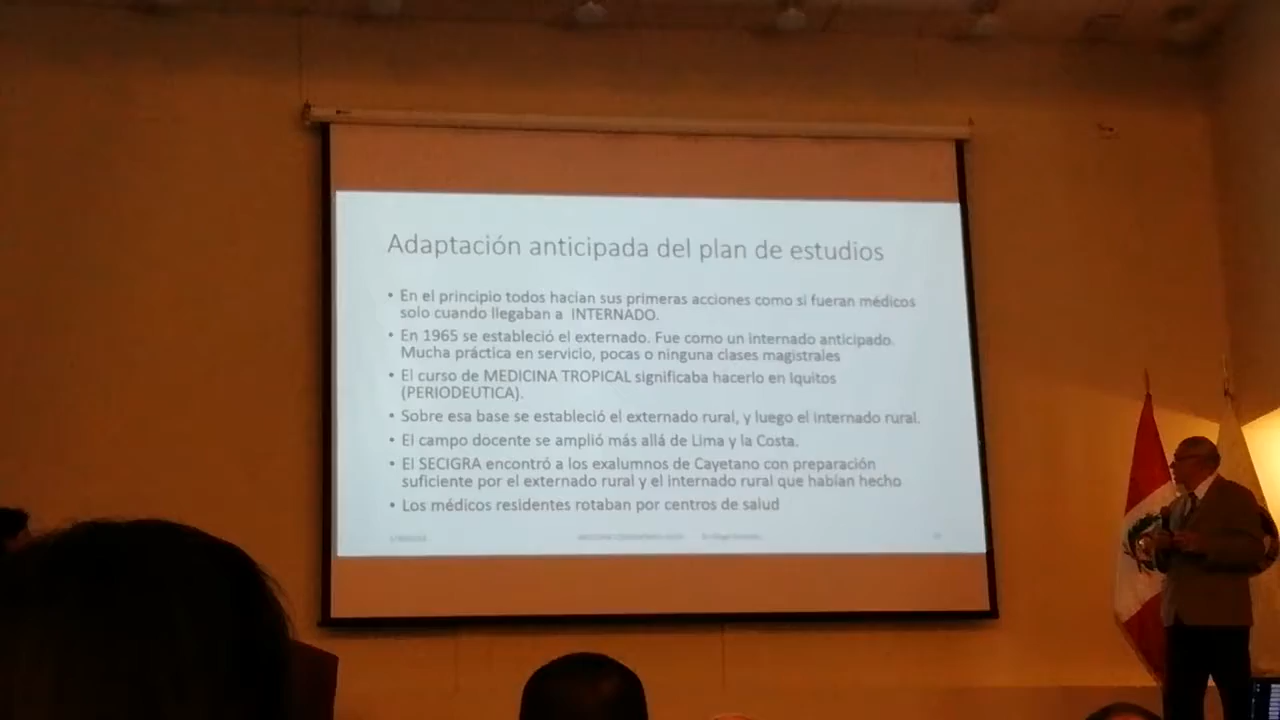 Adaptación anticipada del plan de estudios
• En el principio todos hacían sus primeras acciones como si fueran médicos
solo cuando llegaban a INTERNADO.
• En 1965 se estableció el externado. Fue como un internado anticipado.
Mucha práctica en servicio, pocas o ninguna clases magistrales
• El curso de MEDICINA TROPICAL significaba hacerlo en Iquitos
(PERIODEUTICA).
• Sobre esa base se estableció el externado rural, y luego el internado rural.
• El campo docente se amplió más allá de Lima y la Costa.
• El SECIGRA encontró a los exalumnos de Cayetano con preparación
suficiente por el externado rural y el internado rural que habían hecho
• Los médicos residentes rotaban por centros de salud